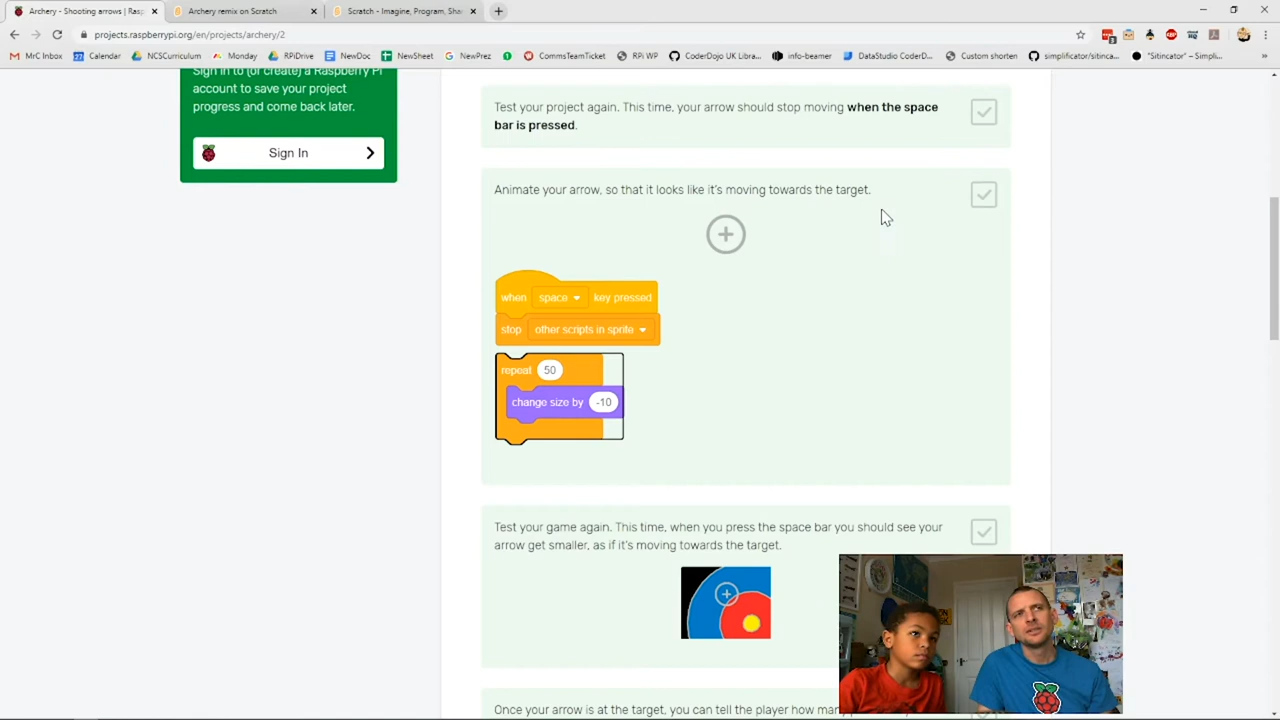 Archery - Shooting arrows | Rasp
Archery remix on Scratch
Scratch - Imagine, Program, Sha
projects.raspberrypi.org/en/projects/archery/2
MrC Inbox
Calendar
NCSCurriculum
Monday
RPiDrive
NewDoc
NewSheet
NewPrez
CommsTeamTicket
RPi WP
CoderDojo UK Libra...
info-beamer
DataStudio CoderD...
Custom shorten
simplificator/sitinca...
"Sitincator" – Simpli...
Sign in to (or create) a Raspberry Pi
account to save your project
progress and come back later.
Sign In
Test your project again. This time, your arrow should stop moving when the space
bar is pressed.
Animate your arrow, so that it looks like it's moving towards the target.
when space key pressed
stop other scripts in sprite
repeat 50
change size by -10
Test your game again. This time, when you press the space bar you should see your
arrow get smaller, as if it's moving towards the target.
Once your arrow is at the target, you can tell the player how many